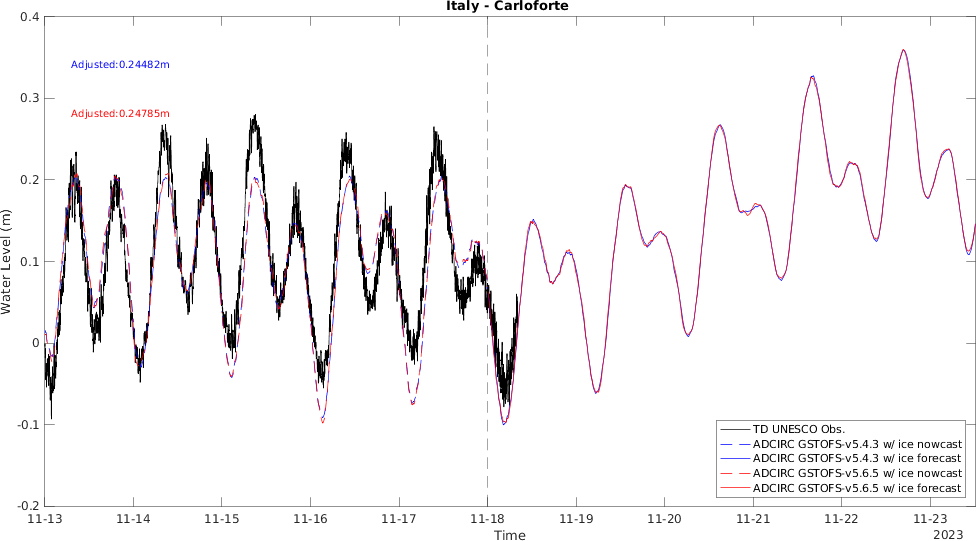 Italy - Carloforte
Water Level (m)
0.4
0.3
0.2
0.1
0
-0.1
-0.2
Adjusted:0.24482m
Adjusted:0.24785m
TD UNESCO Obs.
ADCIRC GSTOFS-v5.4.3 w/ ice nowcast
ADCIRC GSTOFS-v5.4.3 w/ ice forecast
ADCIRC GSTOFS-v5.6.5 w/ ice nowcast
ADCIRC GSTOFS-v5.6.5 w/ ice forecast
11-13 11-14 11-15 11-16 11-17 11-18 11-19 11-20 11-21 11-22 11-23
Time
2023